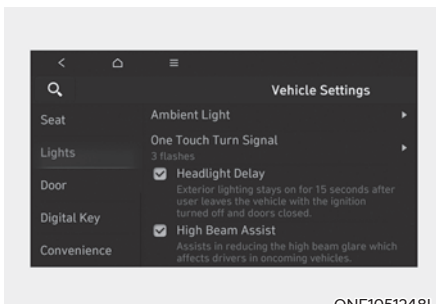 Vehicle Settings
Seat
Lights
Door
Digital Key
Convenience
Ambient Light
One Touch Turn Signal
3 flashes
Headlight Delay
Exterior lighting stays on for 15 seconds after
user leaves the vehicle with the ignition
turned off and doors closed.
High Beam Assist
Assists in reducing the high beam glare which
affects drivers in oncoming vehicles.